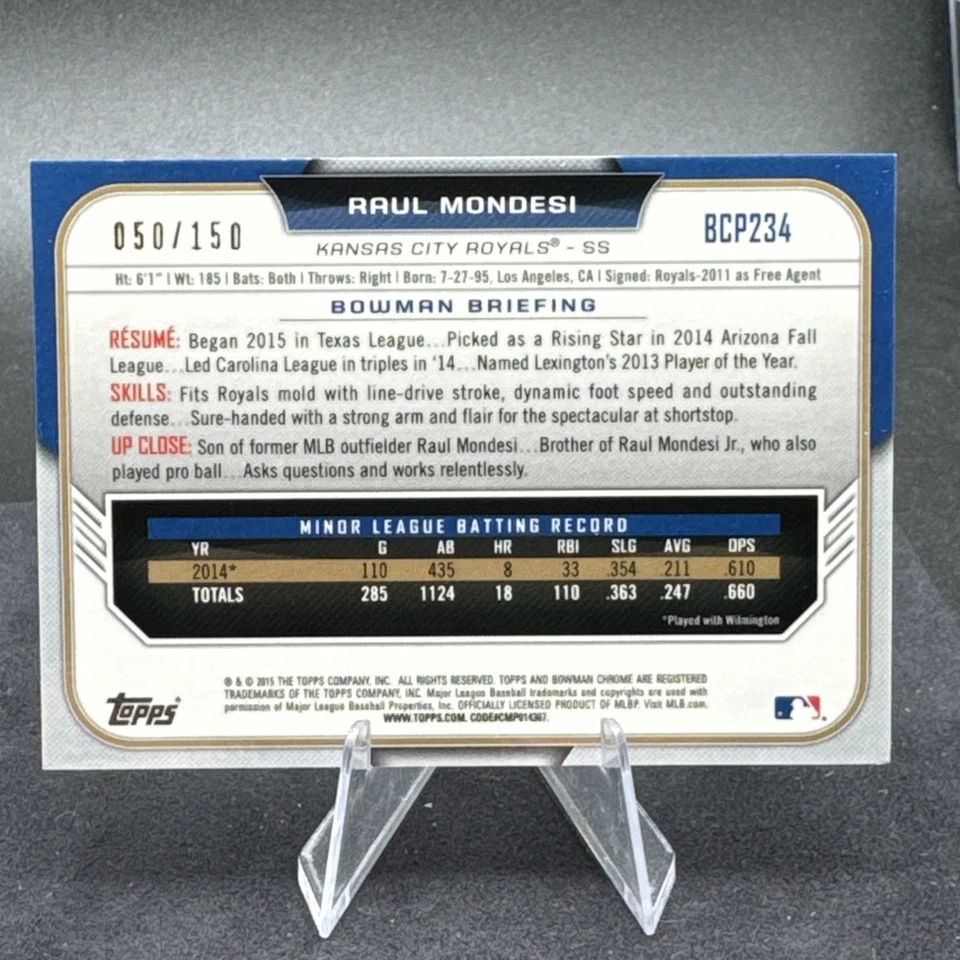 RAUL MONDESI
050/150
BCP234
KANSAS CITY ROYALS® - SS
Ht: 6'1" | Wt: 185 | Bats: Both | Throws: Right | Born: 7-27-95, Los Angeles, CA | Signed: Royals-2011 as Free Agent
BOWMAN BRIEFING
RÉSUMÉ: Began 2015 in Texas League...Picked as a Rising Star in 2014 Arizona Fall
League...Led Carolina League in triples in '14...Named Lexington's 2013 Player of the Year.
SKILLS: Fits Royals mold with line-drive stroke, dynamic foot speed and outstanding
defense...Sure-handed with a strong arm and flair for the spectacular at shortstop.
UP CLOSE: Son of former MLB outfielder Raul Mondesi...Brother of Raul Mondesi Jr., who also
played pro ball...Asks questions and works relentlessly.
MINOR LEAGUE BATTING RECORD
YR G AB HR RBI SLG AVG OPS
2014* 110 435 8 33 .354 .211 .610
TOTALS 285 1124 18 110 .363 .247 .660
*Played with Wilmington
® & © 2015 THE TOPPS COMPANY, INC. ALL RIGHTS RESERVED. TOPPS AND BOWMAN CHROME ARE REGISTERED
TRADEMARKS OF THE TOPPS COMPANY, INC. Major League Baseball trademarks and copyrights are used with
permission of Major League Baseball Properties, Inc. OFFICIALLY LICENSED PRODUCT OF MLBP. Visit MLB.com.
WWW.TOPPS.COM. CODE#CMP014367.
topps®